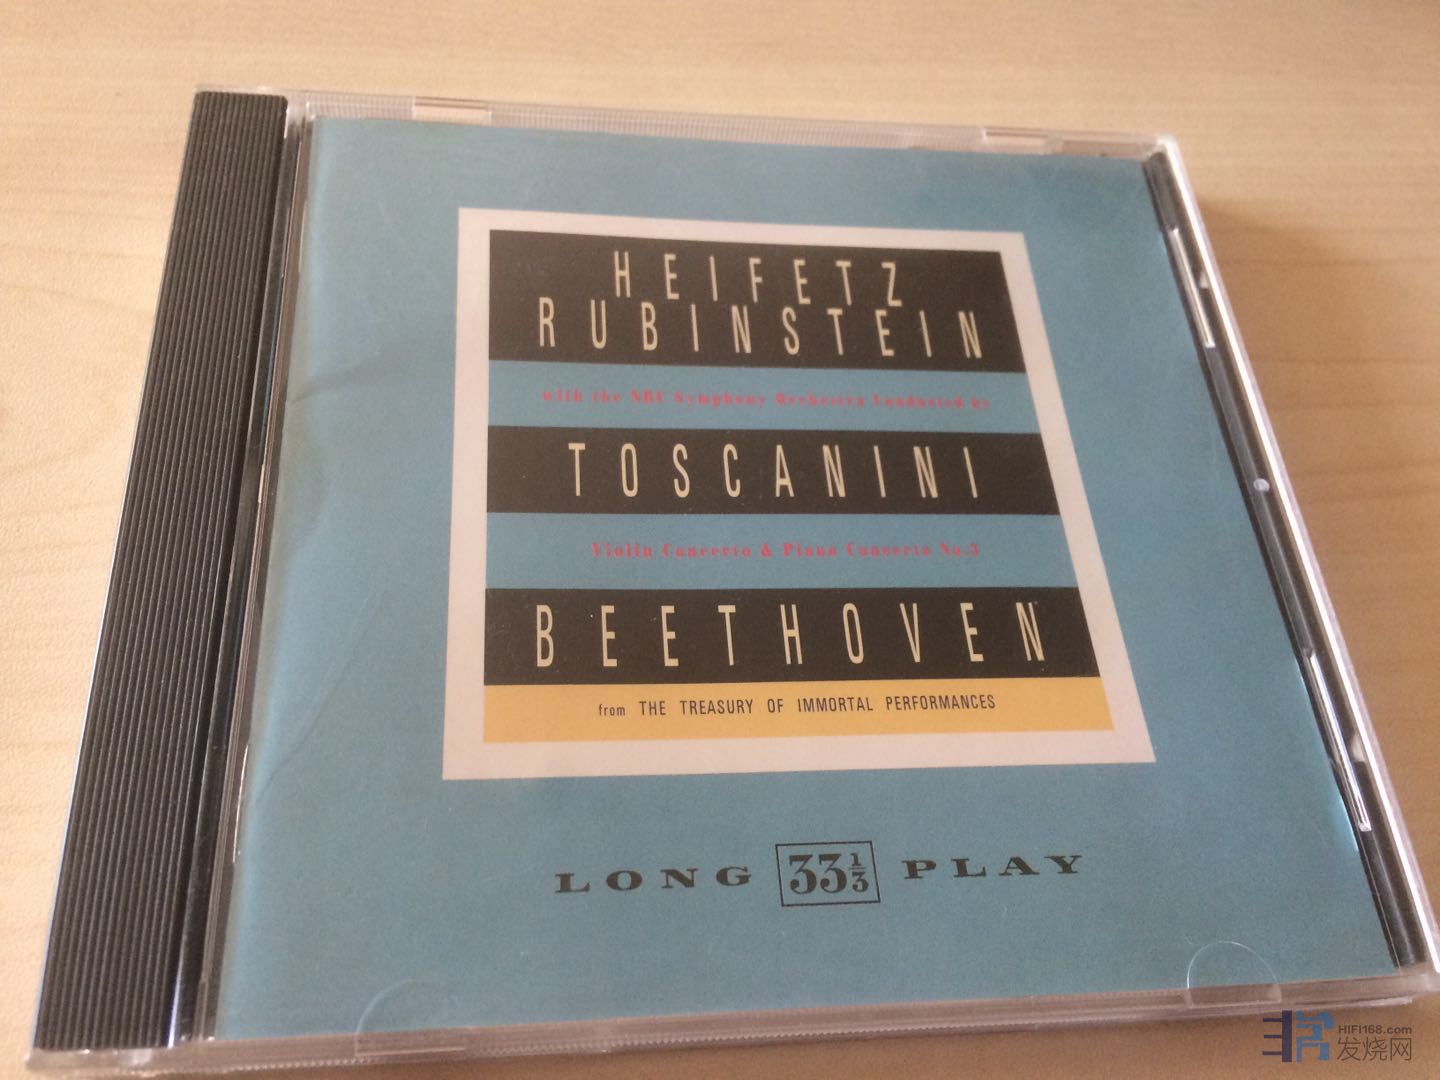 HEIFETZ
RUBINSTEIN
with the NBC Symphony Orchestra Conducted by
TOSCANINI
Violin Concerto & Piano Concerto No.3
BEETHOVEN
from THE TREASURY OF IMMORTAL PERFORMANCES
LONG 33⅓ PLAY
HIFI168.com
发烧网